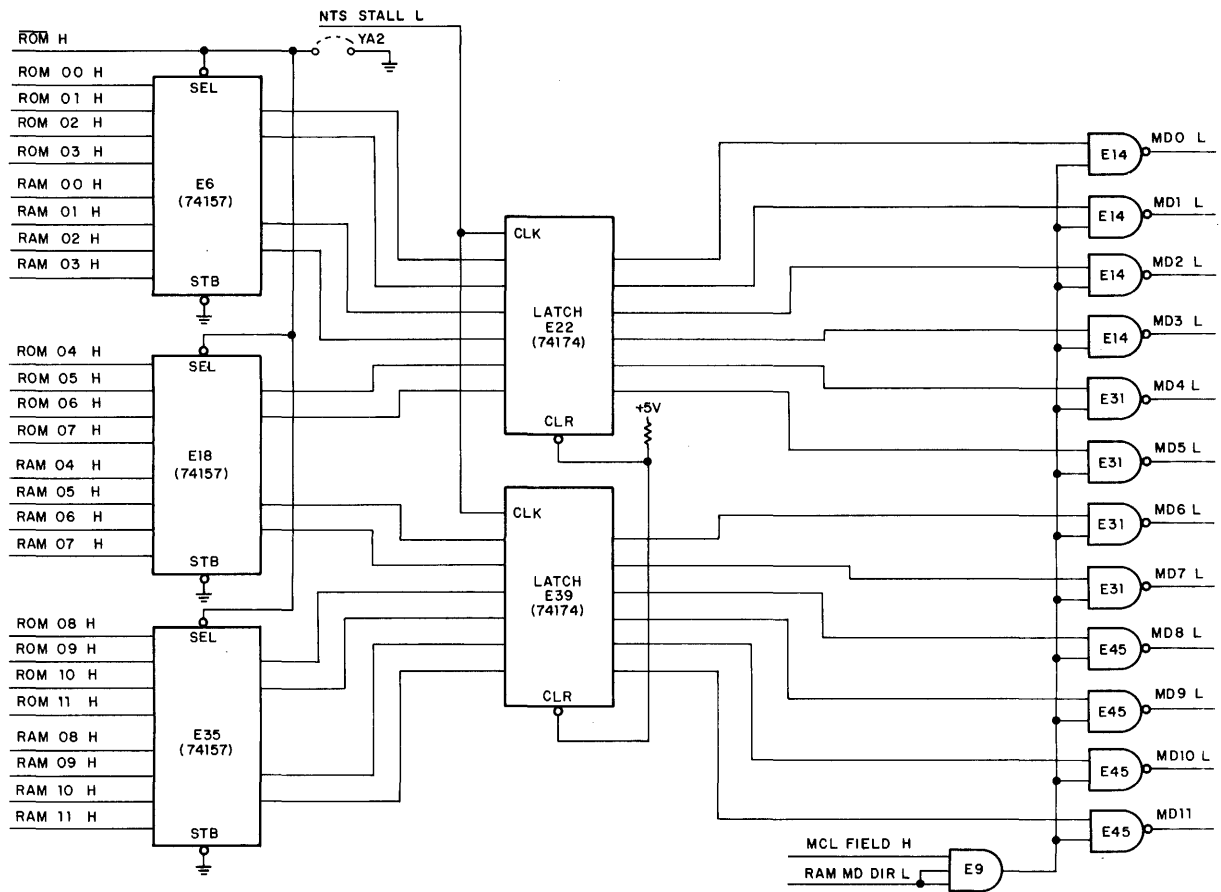 NTS STALL L
ROM H
YA2
ROM 00 H
ROM 01 H
ROM 02 H
ROM 03 H
RAM 00 H
RAM 01 H
RAM 02 H
RAM 03 H
SEL
E6
(74157)
STB
ROM 04 H
ROM 05 H
ROM 06 H
ROM 07 H
RAM 04 H
RAM 05 H
RAM 06 H
RAM 07 H
SEL
E18
(74157)
STB
ROM 08 H
ROM 09 H
ROM 10 H
ROM 11 H
RAM 08 H
RAM 09 H
RAM 10 H
RAM 11 H
SEL
E35
(74157)
STB
CLK
LATCH
E22
(74174)
CLR
+5V
CLK
LATCH
E39
(74174)
CLR
E14
MD0 L
E14
MD1 L
E14
MD2 L
E14
MD3 L
E31
MD4 L
E31
MD5 L
E31
MD6 L
E31
MD7 L
E45
MD8 L
E45
MD9 L
E45
MD10 L
E45
MD11
MCL FIELD H
RAM MD DIR L
E9